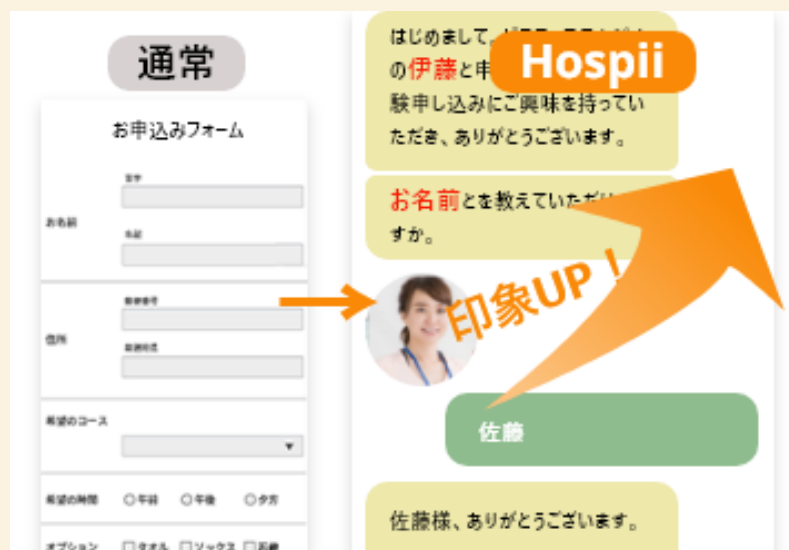 通常
お申込みフォーム
お名前
住所
郵便番号
希望のコース
希望の時間 午前 午後 夕方
オプション タオル ソックス
Hospii
はじめまして。
の伊藤と申
験申し込みにご興味を持ってい
ただき、ありがとうございます。
お名前とを教えていただけ
すか。
印象UP!
佐藤
佐藤様、ありがとうございます。